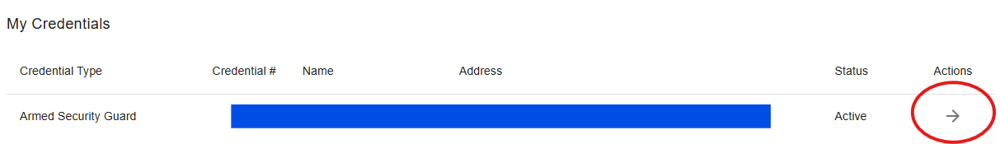 My Credentials
Credential Type Credential # Name Address Status Actions
Armed Security Guard Active